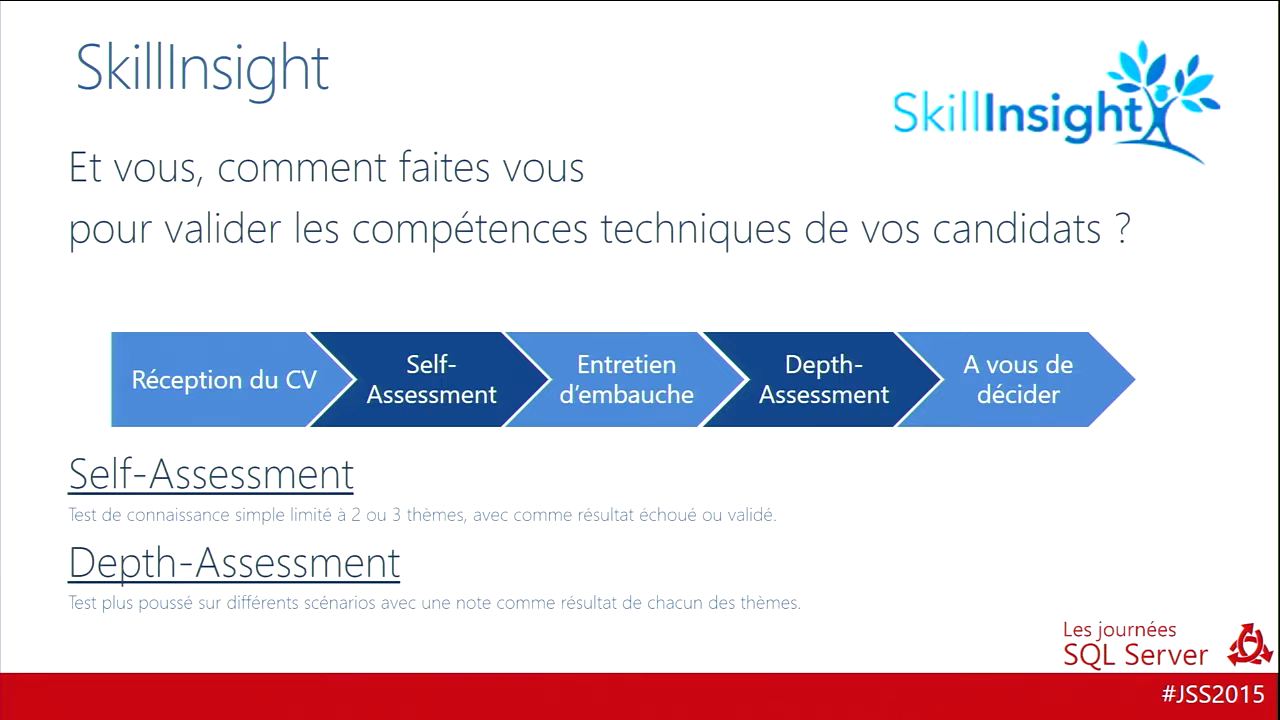 SkillInsight
SkillInsight
Et vous, comment faites vous
pour valider les compétences techniques de vos candidats ?
Réception du CV
Self-
Assessment
Entretien
d'embauche
Depth-
Assessment
A vous de
décider
Self-Assessment
Test de connaissance simple limité à 2 ou 3 thèmes, avec comme résultat échoué ou validé.
Depth-Assessment
Test plus poussé sur différents scénarios avec une note comme résultat de chacun des thèmes.
Les journées
SQL Server
#JSS2015